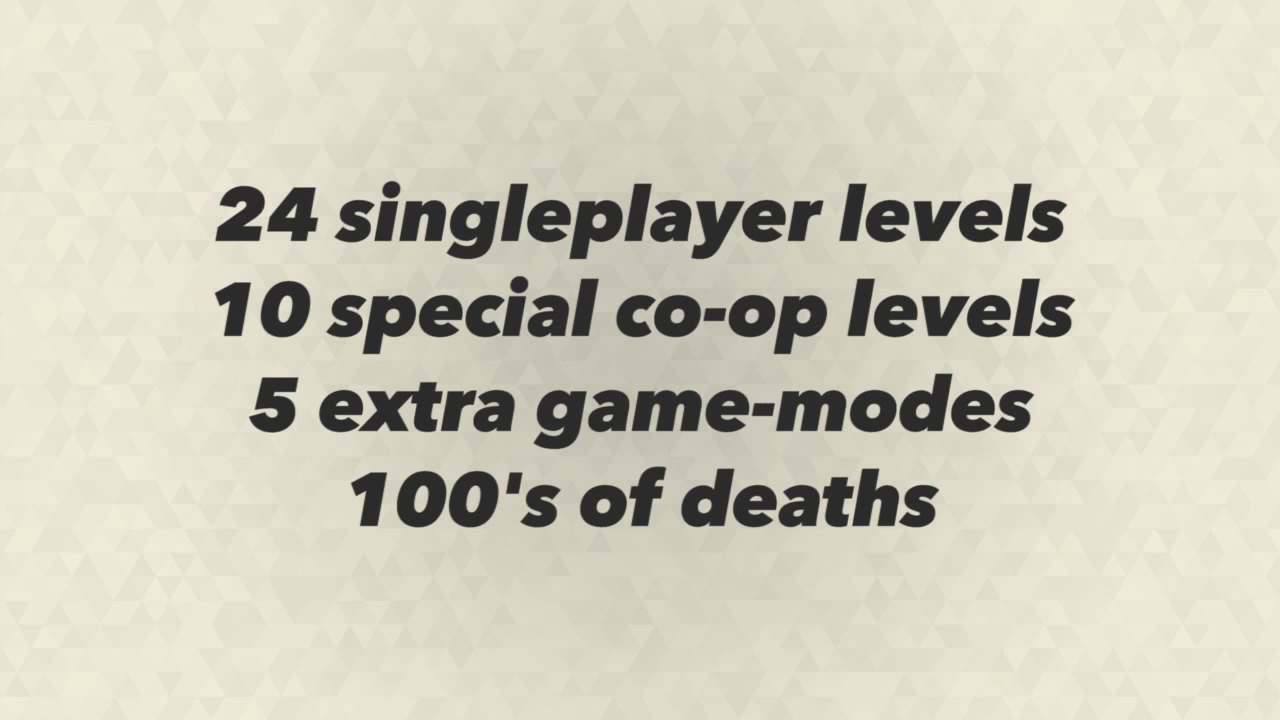 24 singleplayer levels
10 special co-op levels
5 extra game-modes
100's of deaths